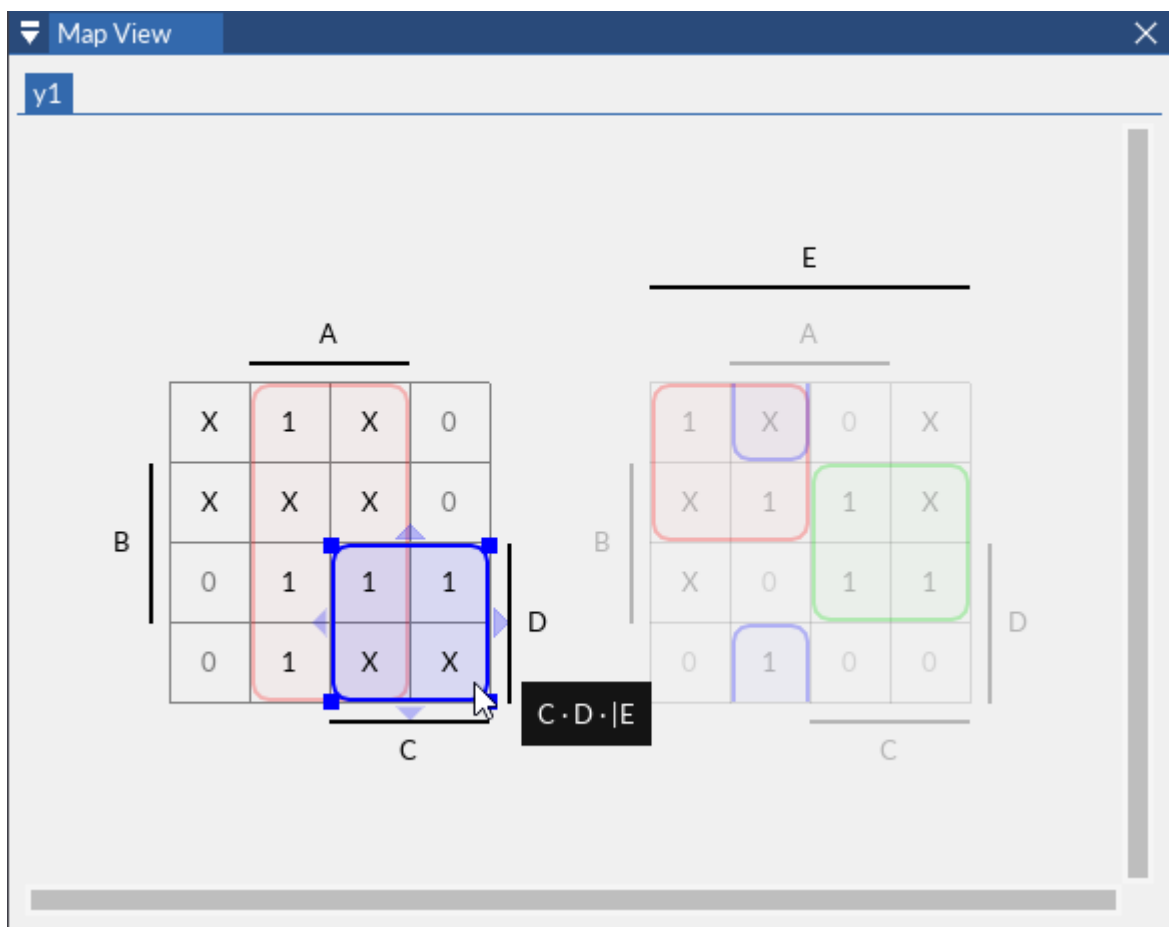 Map View
y1
E
A A
X 1 X 0 1 X 0 X
X X X 0 X 1 1 X
B B
0 1 1 1 X 0 1 1
D D
0 1 X X 0 1 0 0
C · D · |E
C C